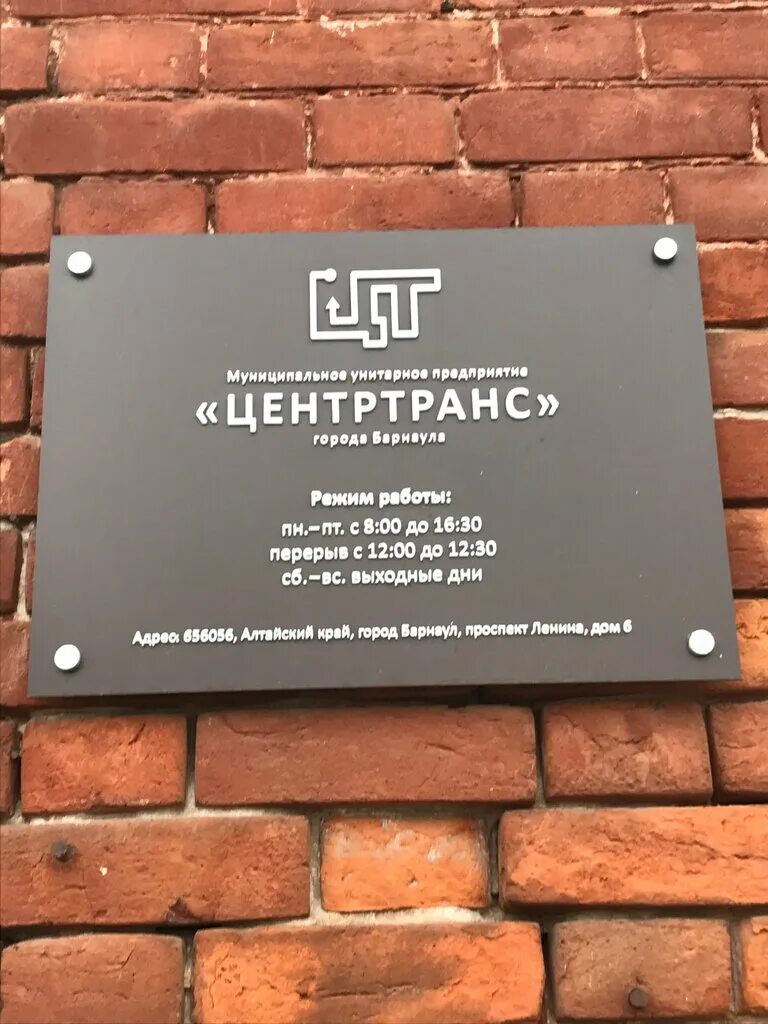 ЦТ
Муниципальное унитарное предприятие
«ЦЕНТРТРАНС»
города Барнаула
Режим работы:
пн.–пт. с 8:00 до 16:30
перерыв с 12:00 до 12:30
сб.–вс. выходные дни
Адрес: 656056, Алтайский край, город Барнаул, проспект Ленина, дом 6